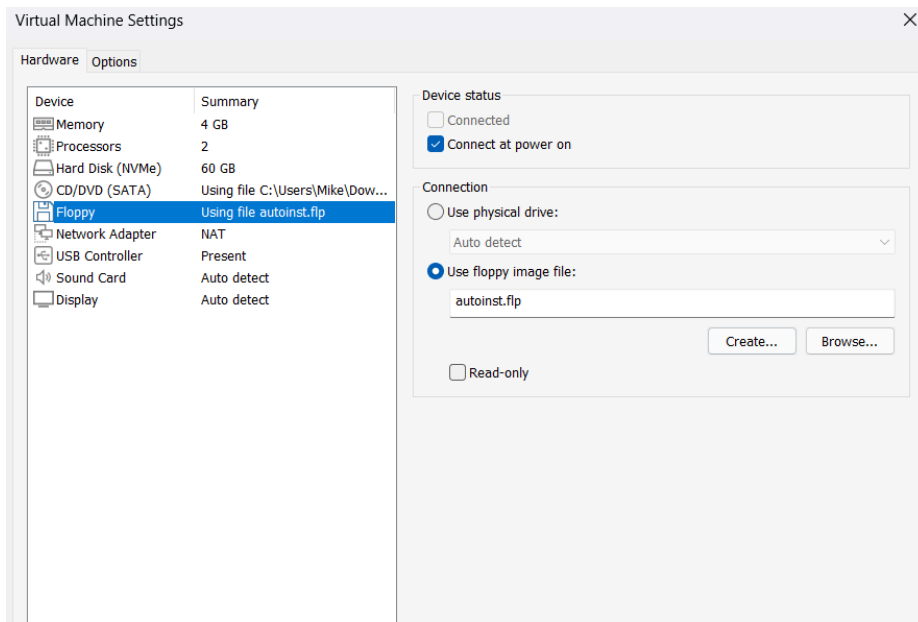 Virtual Machine Settings
Hardware Options
Device Summary
Memory 4 GB
Processors 2
Hard Disk (NVMe) 60 GB
CD/DVD (SATA) Using file C:\Users\Mike\Dow...
Floppy Using file autoinst.flp
Network Adapter NAT
USB Controller Present
Sound Card Auto detect
Display Auto detect
Device status
Connected
Connect at power on
Connection
Use physical drive:
Auto detect
Use floppy image file:
autoinst.flp
Create... Browse...
Read-only